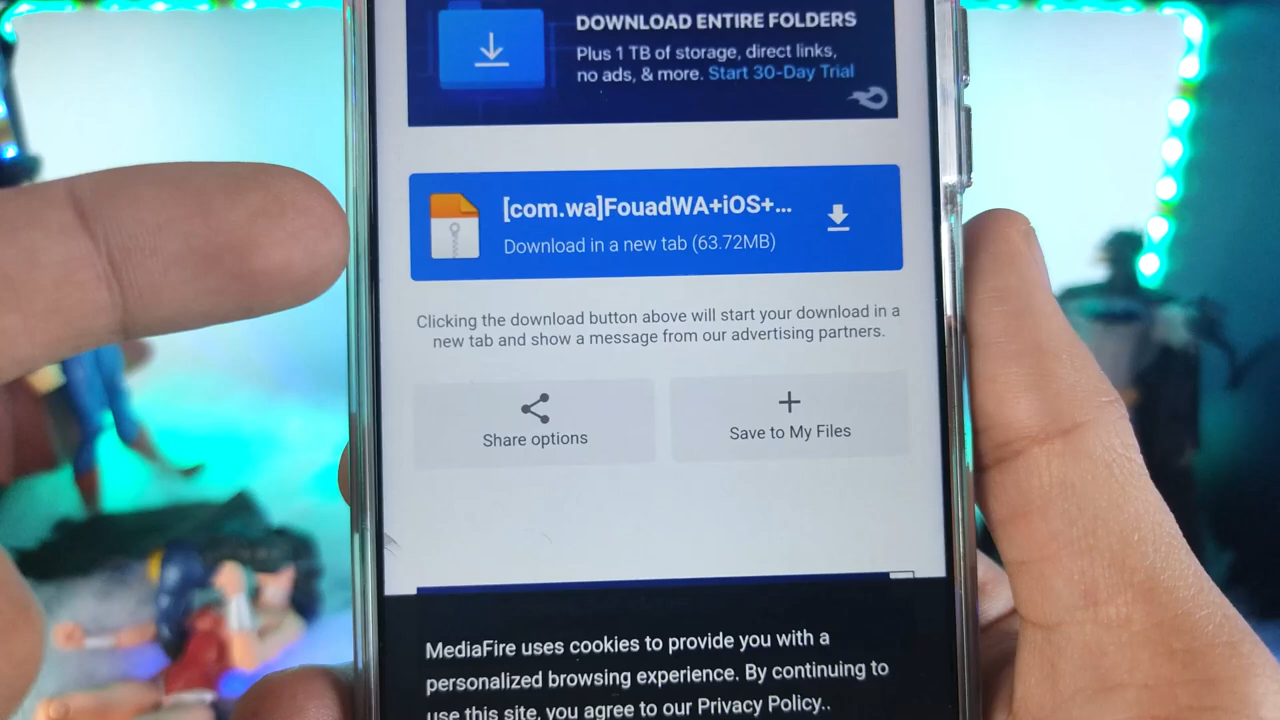 DOWNLOAD ENTIRE FOLDERS
Plus 1 TB of storage, direct links,
no ads, & more. Start 30-Day Trial
[com.wa]FouadWA+iOS+...
Download in a new tab (63.72MB)
Clicking the download button above will start your download in a
new tab and show a message from our advertising partners.
Share options
Save to My Files
MediaFire uses cookies to provide you with a
personalized browsing experience. By continuing to
use this site, you agree to our Privacy Policy..